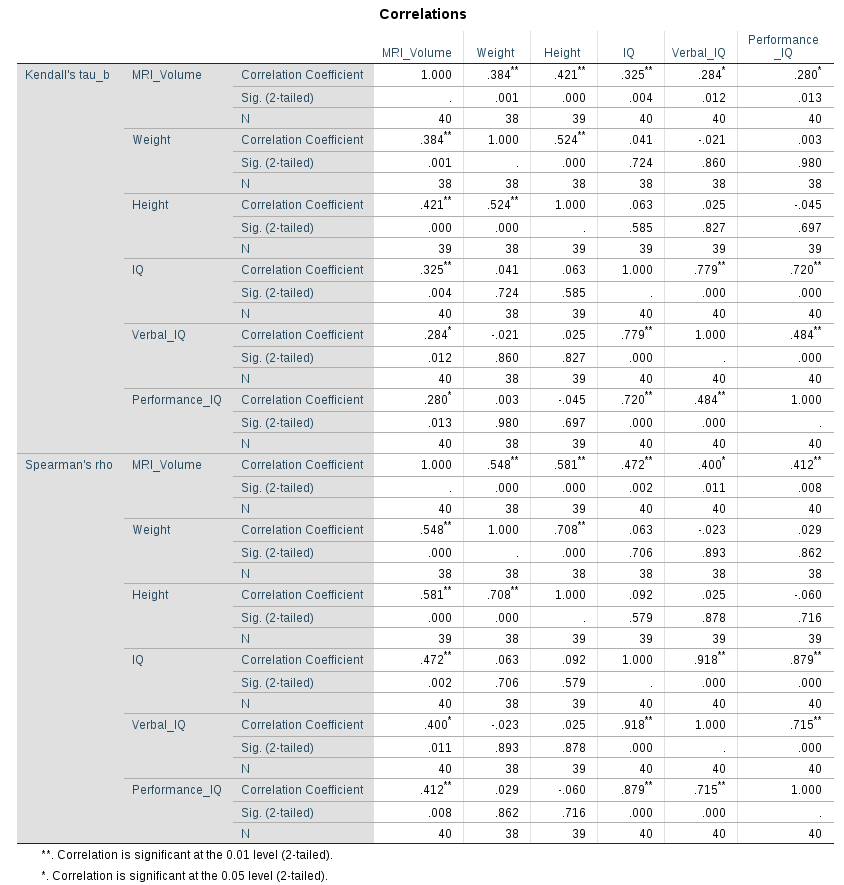 Correlations
MRI_Volume Weight Height IQ Verbal_IQ Performance_IQ
Kendall's tau_b MRI_Volume Correlation Coefficient 1.000 .384** .421** .325** .284* .280*
Sig. (2-tailed) . .001 .000 .004 .012 .013
N 40 38 39 40 40 40
Weight Correlation Coefficient .384** 1.000 .524** .041 -.021 .003
Sig. (2-tailed) .001 . .000 .724 .860 .980
N 38 38 38 38 38 38
Height Correlation Coefficient .421** .524** 1.000 .063 .025 -.045
Sig. (2-tailed) .000 .000 . .585 .827 .697
N 39 38 39 39 39 39
IQ Correlation Coefficient .325** .041 .063 1.000 .779** .720**
Sig. (2-tailed) .004 .724 .585 . .000 .000
N 40 38 39 40 40 40
Verbal_IQ Correlation Coefficient .284* -.021 .025 .779** 1.000 .484**
Sig. (2-tailed) .012 .860 .827 .000 . .000
N 40 38 39 40 40 40
Performance_IQ Correlation Coefficient .280* .003 -.045 .720** .484** 1.000
Sig. (2-tailed) .013 .980 .697 .000 .000 .
N 40 38 39 40 40 40
Spearman's rho MRI_Volume Correlation Coefficient 1.000 .548** .581** .472** .400* .412**
Sig. (2-tailed) . .000 .000 .002 .011 .008
N 40 38 39 40 40 40
Weight Correlation Coefficient .548** 1.000 .708** .063 -.023 .029
Sig. (2-tailed) .000 . .000 .706 .893 .862
N 38 38 38 38 38 38
Height Correlation Coefficient .581** .708** 1.000 .092 .025 -.060
Sig. (2-tailed) .000 .000 . .579 .878 .716
N 39 38 39 39 39 39
IQ Correlation Coefficient .472** .063 .092 1.000 .918** .879**
Sig. (2-tailed) .002 .706 .579 . .000 .000
N 40 38 39 40 40 40
Verbal_IQ Correlation Coefficient .400* -.023 .025 .918** 1.000 .715**
Sig. (2-tailed) .011 .893 .878 .000 . .000
N 40 38 39 40 40 40
Performance_IQ Correlation Coefficient .412** .029 -.060 .879** .715** 1.000
Sig. (2-tailed) .008 .862 .716 .000 .000 .
N 40 38 39 40 40 40
**. Correlation is significant at the 0.01 level (2-tailed).
*. Correlation is significant at the 0.05 level (2-tailed).